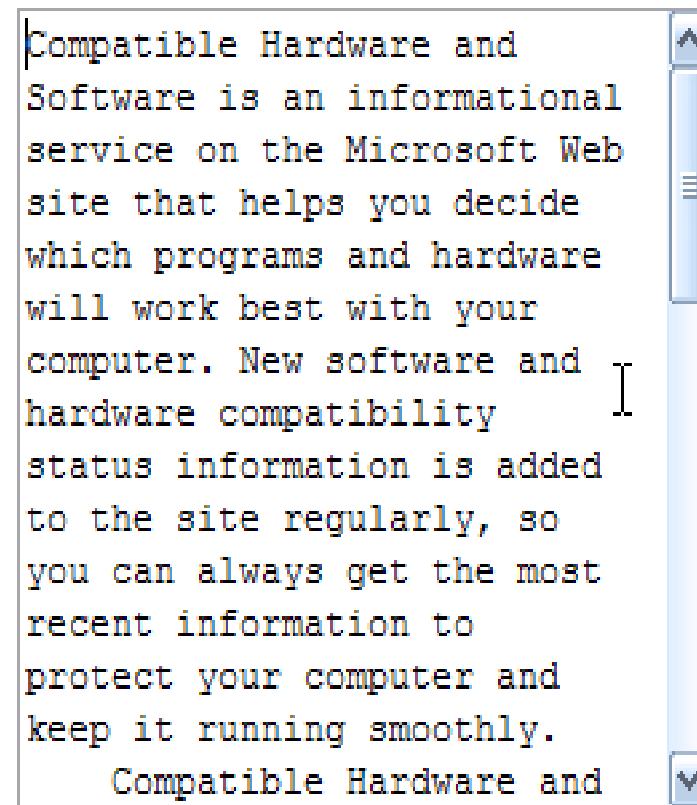 Compatible Hardware and
Software is an informational
service on the Microsoft Web
site that helps you decide
which programs and hardware
will work best with your
computer. New software and
hardware compatibility
status information is added
to the site regularly, so
you can always get the most
recent information to
protect your computer and
keep it running smoothly.
    Compatible Hardware and